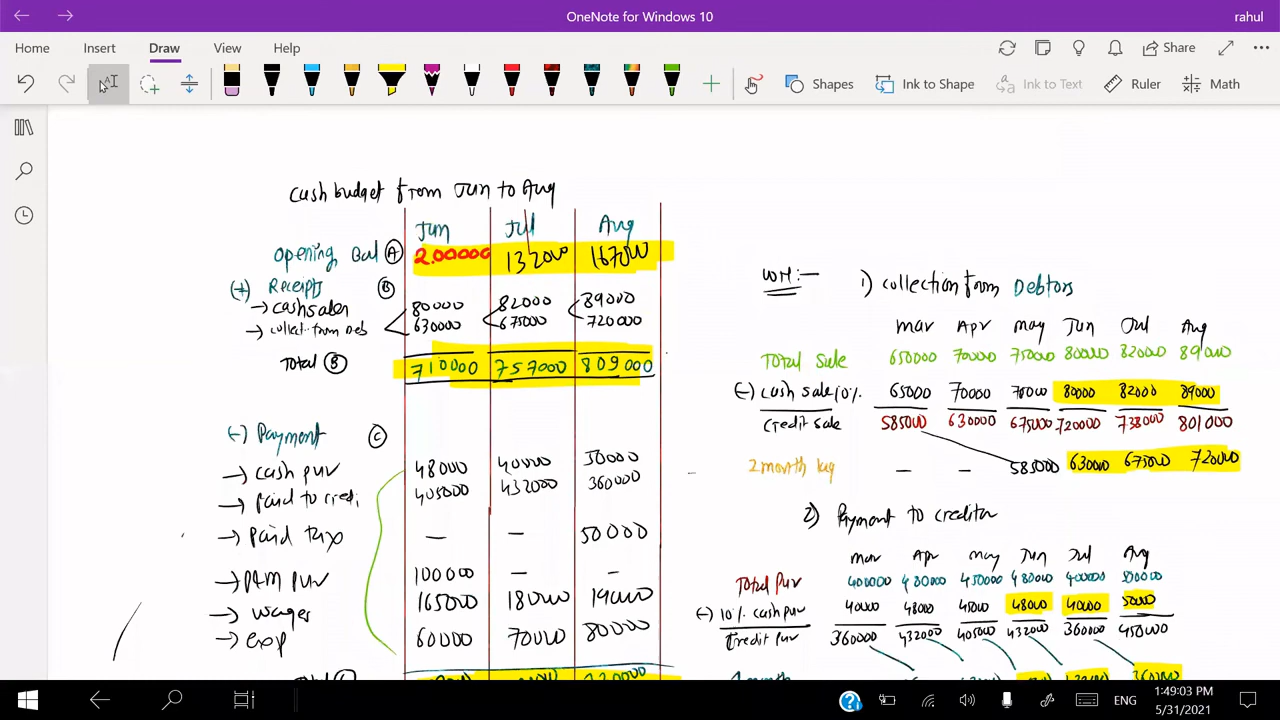 OneNote for Windows 10
rahul
Home Insert Draw View Help
Share
Shapes Ink to Shape Ink to Text Ruler Math
cash budget from Jun to Aug
Jun Jul Aug
Opening Bal A 200000 132000 167000
(+) Receipts B
→ cash sales 80000 82000 89000
→ collect from Deb 630000 675000 720000
Total B 710000 757000 809000
(-) Payment C
→ cash pur 48000 40000 50000
→ paid to credi 405000 432000 360000
→ paid tax — — 50000
→ P&M pur 100000 — —
→ wages 165000 180000 190000
→ exp 60000 70000 80000
WN:-
1) collection from Debtors
Mar Apr May Jun Jul Aug
Total Sale 650000 700000 750000 800000 820000 890000
(-) cash sale 10% 65000 70000 75000 80000 82000 89000
credit sale 585000 630000 675000 720000 738000 801000
2 month lag — — 585000 630000 675000 720000
2) Payment to creditor
Mar Apr May Jun Jul Aug
Total Pur 400000 480000 450000 480000 400000 500000
(-) 10% cash pur 40000 48000 45000 48000 40000 50000
credit pur 360000 432000 405000 432000 360000 450000
360000
ENG
1:49:03 PM
5/31/2021